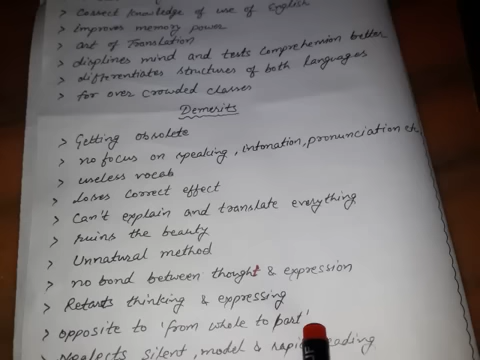 > Correct knowledge of use of English
> Improves memory power
> art of Translation
> displines mind and tests comprehension better
> differentiates structures of both languages
> for over crowded classes
Demerits
> Getting obsolete
> no focus on speaking, intonation, pronunciation etc,
> useless vocab
> loses correct effect
> Can't explain and translate everything
> Ruins the beauty
> Unnatural method
> no bond between thought & expression
> Retarts thinking & expressing
> opposite to 'from whole to part'
> neglects silent, model & rapid reading